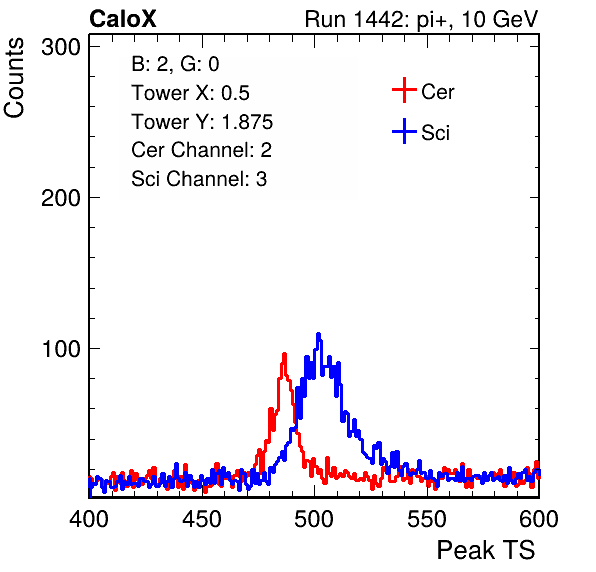 CaloX Run 1442: pi+, 10 GeV
Counts
300
200
100
B: 2, G: 0
Tower X: 0.5
Tower Y: 1.875
Cer Channel: 2
Sci Channel: 3
Cer
Sci
400 450 500 550 600
Peak TS